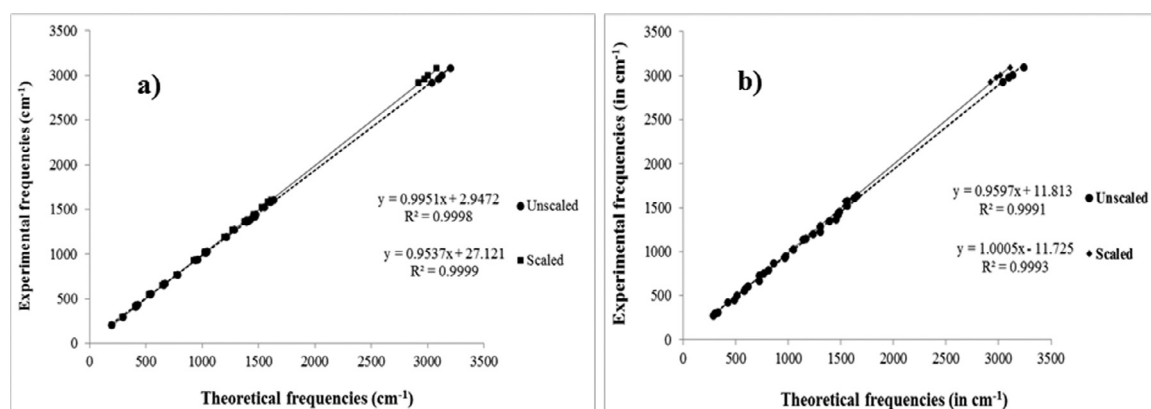 a)
Experimental frequencies (cm-1)
3500
3000
2500
2000
1500
1000
500
0
y = 0.9951x + 2.9472
R² = 0.9998
● Unscaled
y = 0.9537x + 27.121
R² = 0.9999
■ Scaled
0 500 1000 1500 2000 2500 3000 3500
Theoretical frequencies (cm-1)
b)
Experimental frequencies (in cm-1)
3500
3000
2500
2000
1500
1000
500
0
y = 0.9597x + 11.813
R² = 0.9991
● Unscaled
y = 1.0005x - 11.725
R² = 0.9993
◆ Scaled
0 500 1000 1500 2000 2500 3000 3500
Theoretical frequencies (in cm-1)